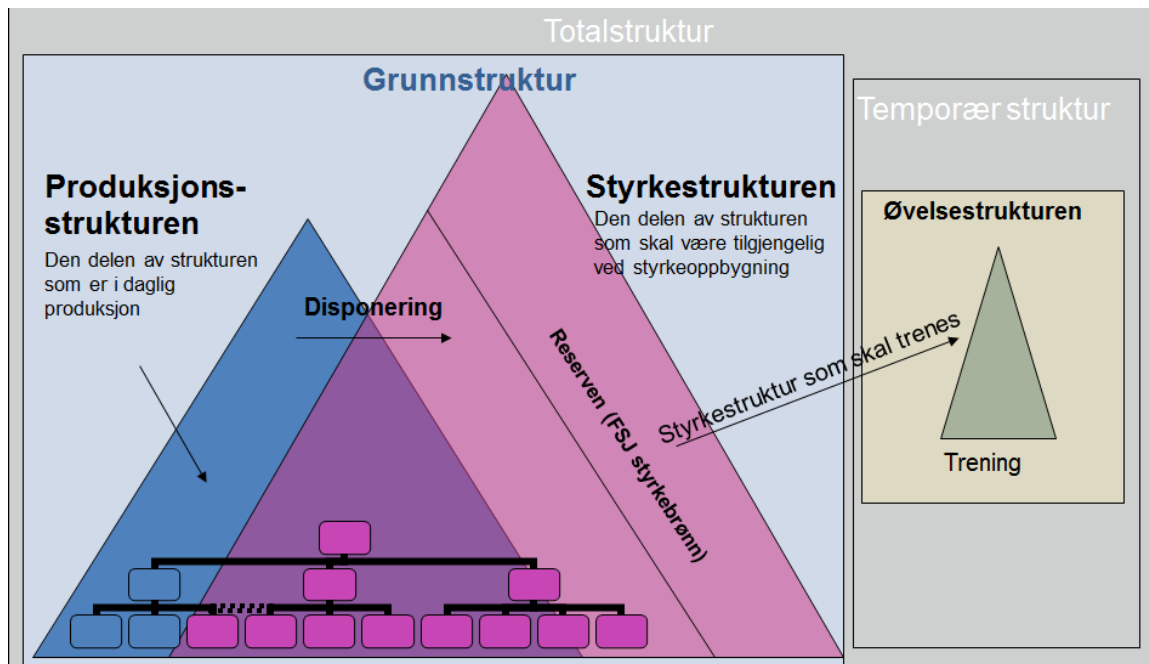 Totalstruktur
Grunnstruktur
Temporær struktur
Produksjons-
strukturen
Den delen av strukturen
som er i daglig
produksjon
Styrkestrukturen
Den delen av strukturen
som skal være tilgjengelig
ved styrkeoppbygning
Øvelsestrukturen
Disponering
Reserven (FSJ styrkebrønn)
Styrkestruktur som skal trenes
Trening